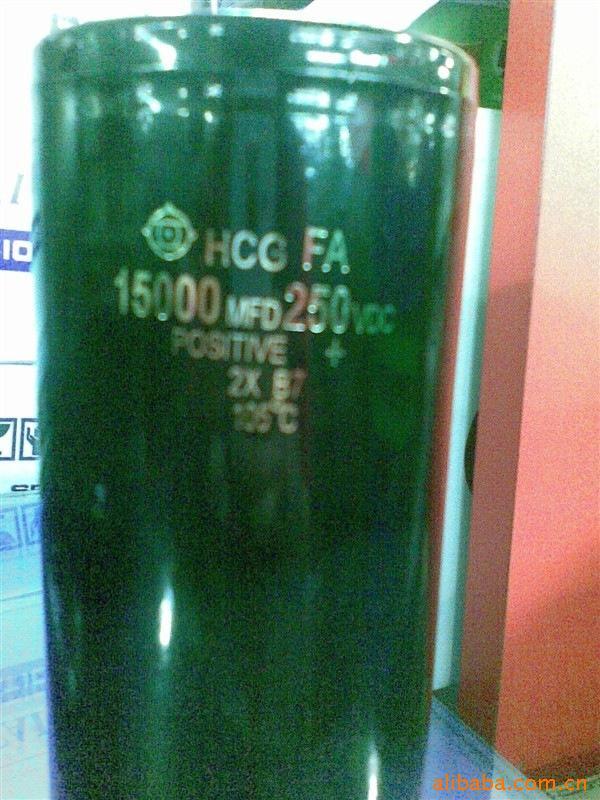 HCG FA
15000 MFD 250 VDC
POSITIVE +
2X B7
105°C
alibaba.com.cn